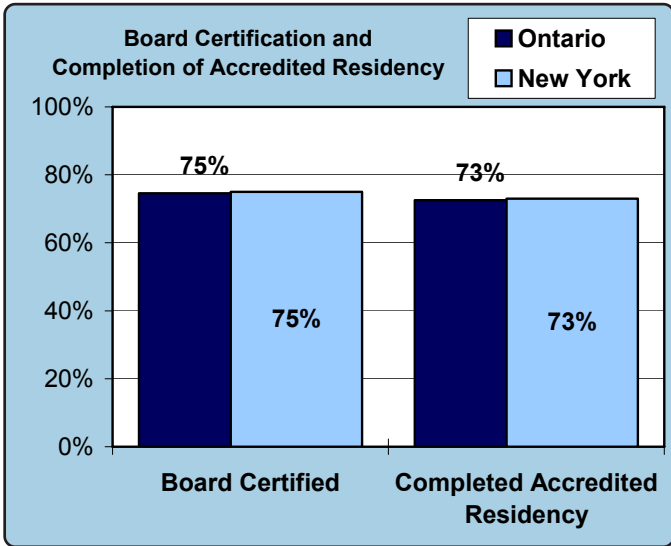 Board Certification and
Completion of Accredited Residency
Ontario
New York
100%
80%
60%
40%
20%
0%
75%
75%
73%
73%
Board Certified
Completed Accredited
Residency